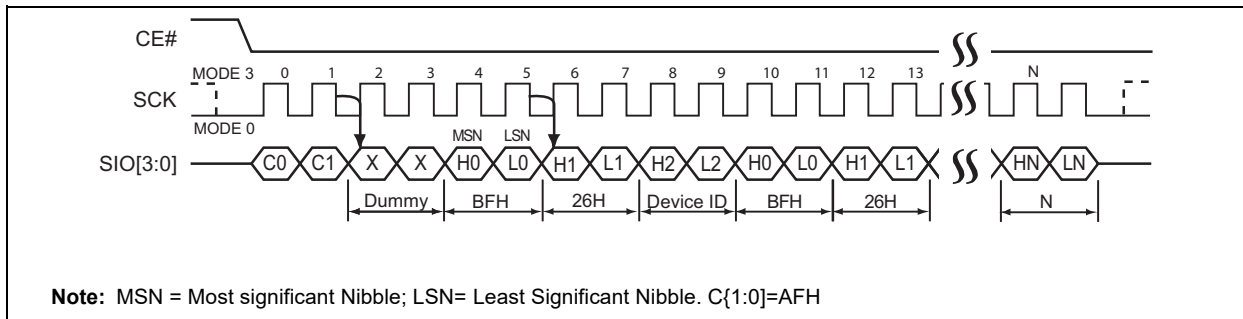 CE#
MODE 3 0 1 2 3 4 5 6 7 8 9 10 11 12 13 N
SCK
MODE 0
MSN LSN
SIO[3:0] C0 C1 X X H0 L0 H1 L1 H2 L2 H0 L0 H1 L1 HN LN
Dummy BFH 26H Device ID BFH 26H N
Note: MSN = Most significant Nibble; LSN= Least Significant Nibble. C{1:0]=AFH